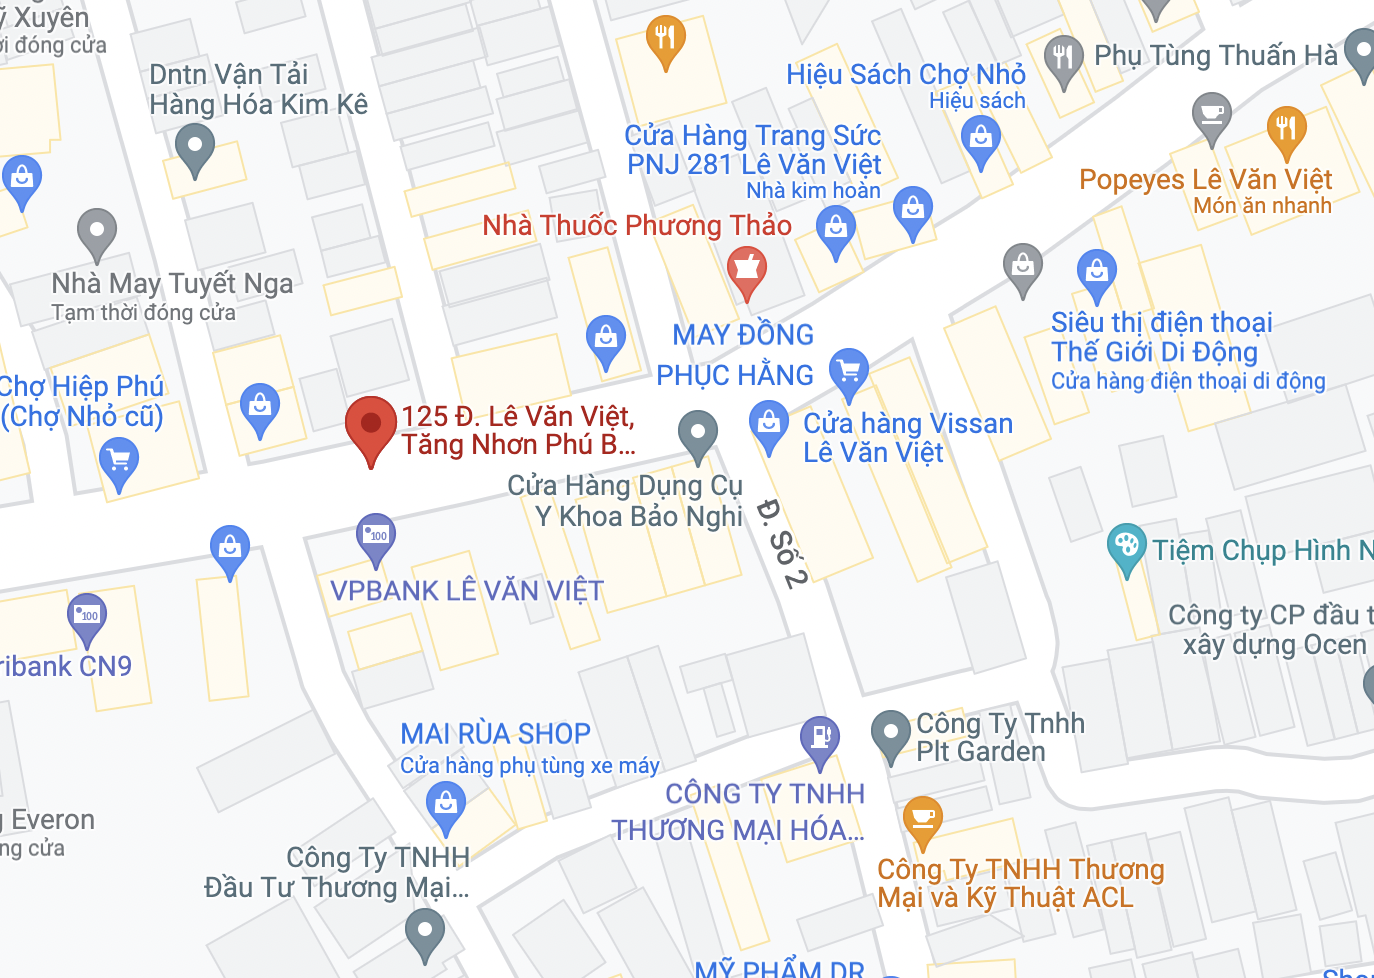 ỹ Xuyên
ời đóng cửa
Dntn Vận Tải
Hàng Hóa Kim Kê
Hiệu Sách Chợ Nhỏ
Hiệu sách
Phụ Tùng Thuấn Hà
Cửa Hàng Trang Sức
PNJ 281 Lê Văn Việt
Nhà kim hoàn
Popeyes Lê Văn Việt
Món ăn nhanh
Nhà Thuốc Phương Thảo
Nhà May Tuyết Nga
Tạm thời đóng cửa
MAY ĐỒNG
PHỤC HẰNG
Siêu thị điện thoại
Thế Giới Di Động
Cửa hàng điện thoại di động
Chợ Hiệp Phú
(Chợ Nhỏ cũ)
125 Đ. Lê Văn Việt,
Tăng Nhơn Phú B...
Cửa hàng Vissan
Lê Văn Việt
Cửa Hàng Dụng Cụ
Y Khoa Bảo Nghi
Đ. Số 2
100
VPBANK LÊ VĂN VIỆT
Tiệm Chụp Hình N
100
ribank CN9
Công ty CP đầu t
xây dựng Ocen
MAI RÙA SHOP
Cửa hàng phụ tùng xe máy
Công Ty Tnhh
Plt Garden
CÔNG TY TNHH
THƯƠNG MẠI HÓA...
g Everon
ng cửa
Công Ty TNHH
Đầu Tư Thương Mại...
Công Ty TNHH Thương
Mại và Kỹ Thuật ACL
MỸ PHẨM DR